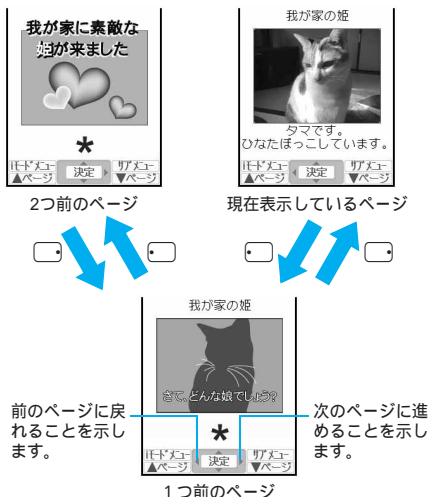 我が家に素敵な
姫が来ました
*
iモードメニュー
決定
リアメニュー
▲ページ
▼ページ
2つ前のページ
我が家の姫
タマです。
ひなたぼっこしています。
iモードメニュー
決定
リアメニュー
▲ページ
▼ページ
現在表示しているページ
我が家の姫
さて、どんな娘でしょう?
*
前のページに戻
れることを示し
ます。
次のページに進
めることを示し
ます。
iモードメニュー
決定
リアメニュー
▲ページ
▼ページ
1つ前のページ